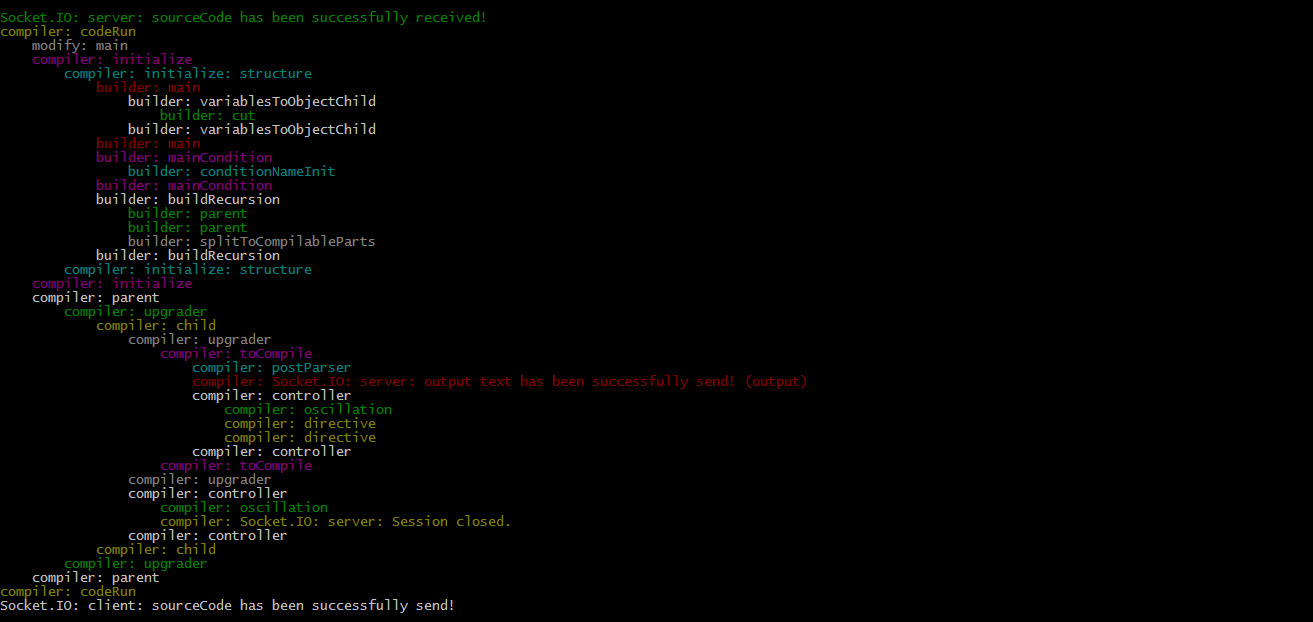 Socket.IO: server: sourceCode has been successfully received!
compiler: codeRun
    modify: main
    compiler: initialize
        compiler: initialize: structure
            builder: main
                builder: variablesToObjectChild
                    builder: cut
                builder: variablesToObjectChild
            builder: main
            builder: mainCondition
                builder: conditionNameInit
            builder: mainCondition
            builder: buildRecursion
                builder: parent
                builder: parent
                builder: splitToCompilableParts
            builder: buildRecursion
        compiler: initialize: structure
    compiler: initialize
    compiler: parent
        compiler: upgrader
            compiler: child
                compiler: upgrader
                    compiler: toCompile
                        compiler: postParser
                        compiler: Socket.IO: server: output text has been successfully send! (output)
                        compiler: controller
                            compiler: oscillation
                            compiler: directive
                            compiler: directive
                        compiler: controller
                    compiler: toCompile
                compiler: upgrader
                compiler: controller
                    compiler: oscillation
                    compiler: Socket.IO: server: Session closed.
                compiler: controller
            compiler: child
        compiler: upgrader
    compiler: parent
compiler: codeRun
Socket.IO: client: sourceCode has been successfully send!